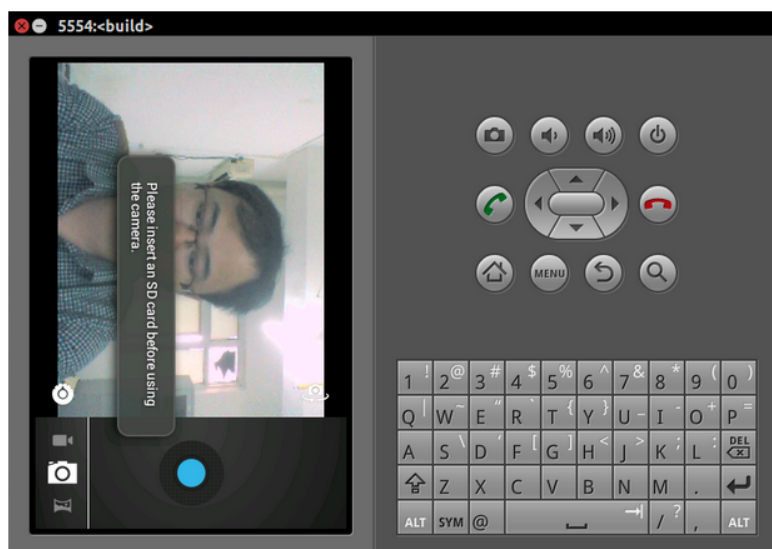 5554:<build>
Please insert an SD card before using
the camera.
MENU
1 ! 2 @ 3 # 4 $ 5 % 6 ^ 7 & 8 * 9 ( 0 )
Q | W ~ E " R ` T { Y } U _ I - O + P =
A S \ D ' F [ G ] H < J > K ; L : DEL
Z X C V B N M .
ALT SYM @ / ? , ALT